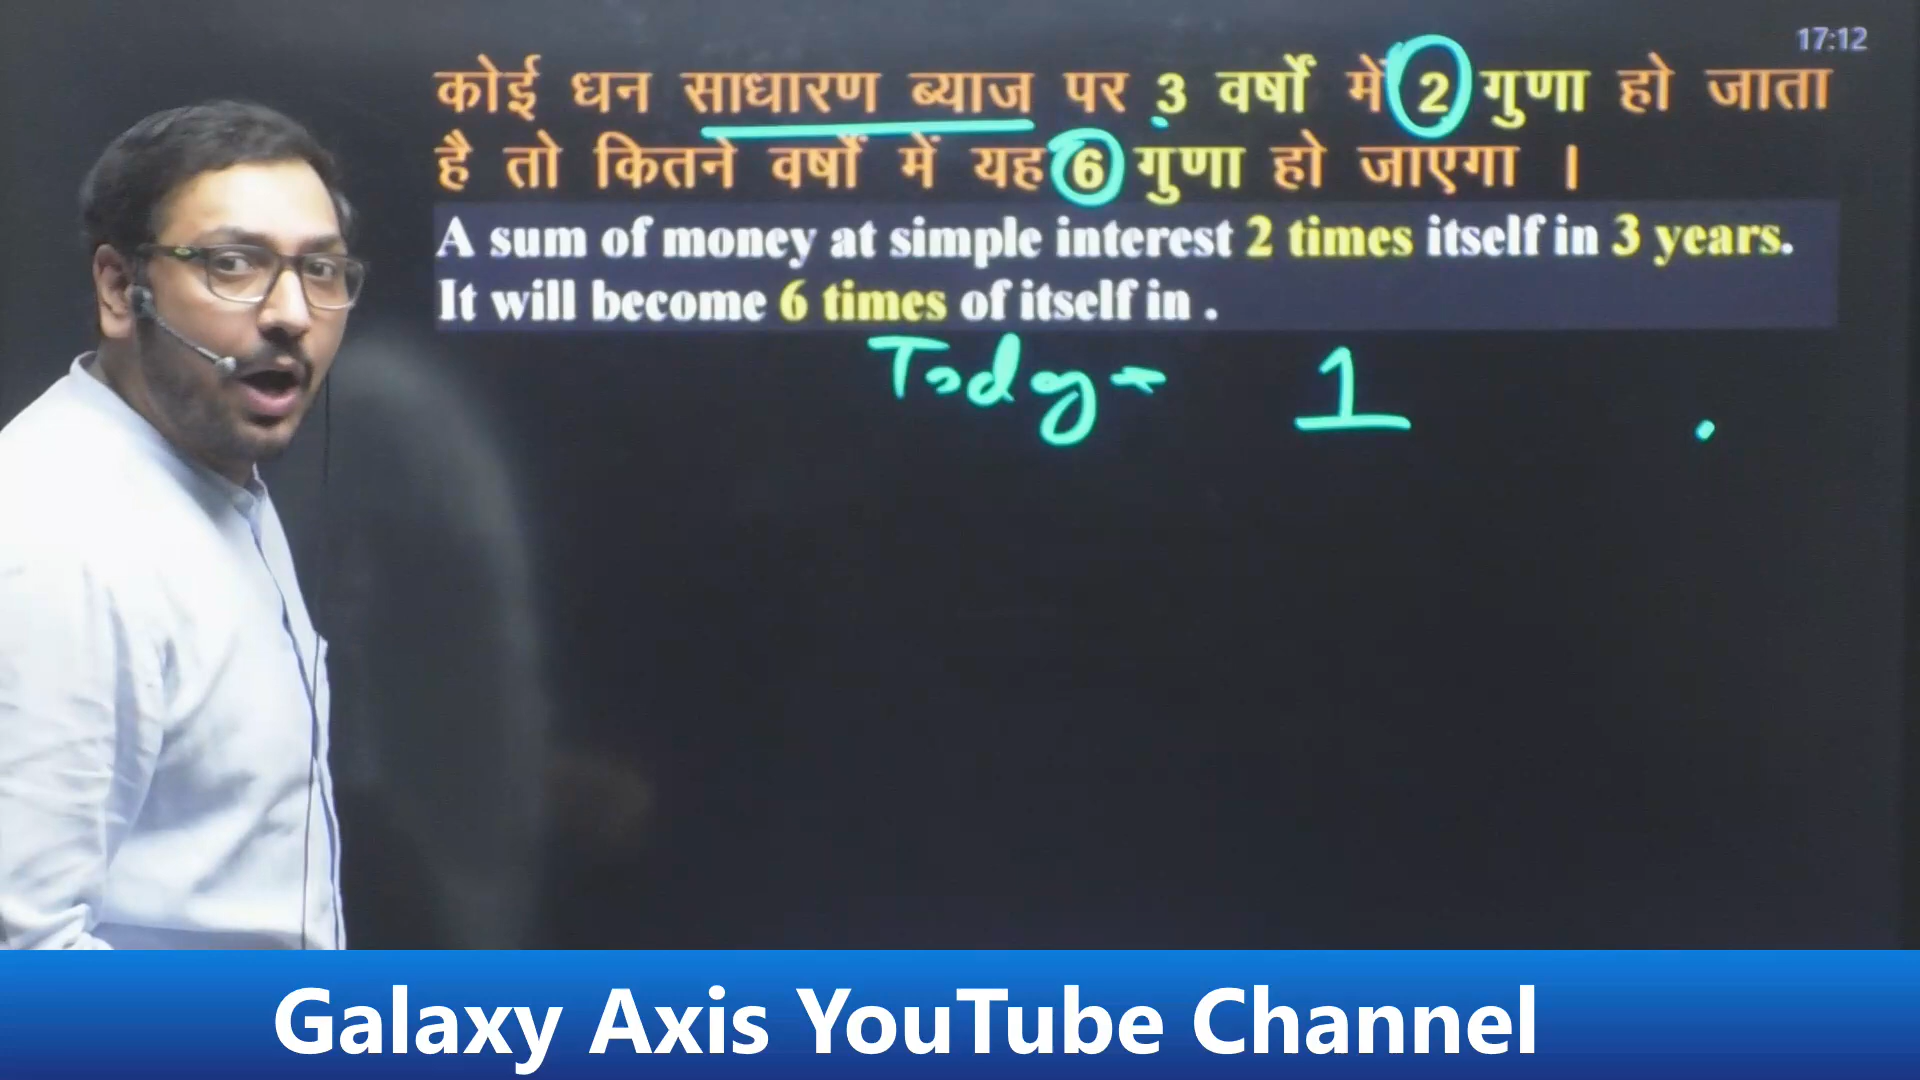 17:12
कोई धन साधारण ब्याज पर 3 वर्षों में 2 गुणा हो जाता
है तो कितने वर्षों में यह 6 गुणा हो जाएगा ।
A sum of money at simple interest 2 times itself in 3 years.
It will become 6 times of itself in .
Today - 1
Galaxy Axis YouTube Channel